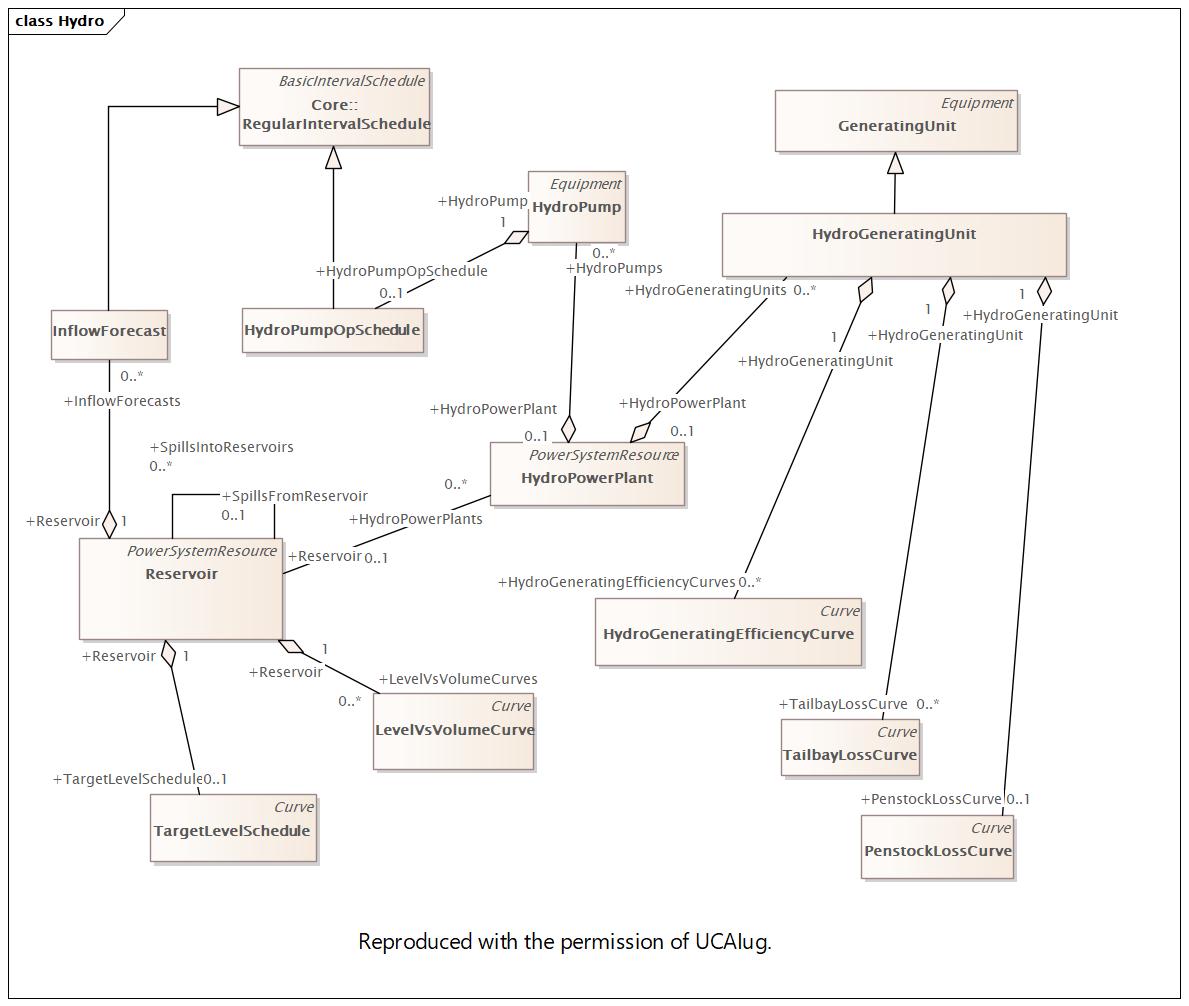 class Hydro
BasicIntervalSchedule
Core::
RegularIntervalSchedule
Equipment
GeneratingUnit
Equipment
HydroPump
+HydroPump
1
0..*
+HydroPumps
HydroGeneratingUnit
+HydroPumpOpSchedule
0..1
HydroPumpOpSchedule
InflowForecast
0..*
+InflowForecasts
+HydroGeneratingUnits 0..*
1
+HydroGeneratingUnit
1
+HydroGeneratingUnit
1
+HydroGeneratingUnit
+HydroPowerPlant
0..1
+HydroPowerPlant
0..1
PowerSystemResource
HydroPowerPlant
+SpillsIntoReservoirs
0..*
+SpillsFromReservoir
0..1
0..*
+HydroPowerPlants
+Reservoir 1
+Reservoir 0..1
PowerSystemResource
Reservoir
+HydroGeneratingEfficiencyCurves 0..*
Curve
HydroGeneratingEfficiencyCurve
+Reservoir 1
1
+Reservoir
+LevelVsVolumeCurves
0..*
Curve
LevelVsVolumeCurve
+TailbayLossCurve 0..*
Curve
TailbayLossCurve
+TargetLevelSchedule 0..1
Curve
TargetLevelSchedule
+PenstockLossCurve 0..1
Curve
PenstockLossCurve
Reproduced with the permission of UCAIug.